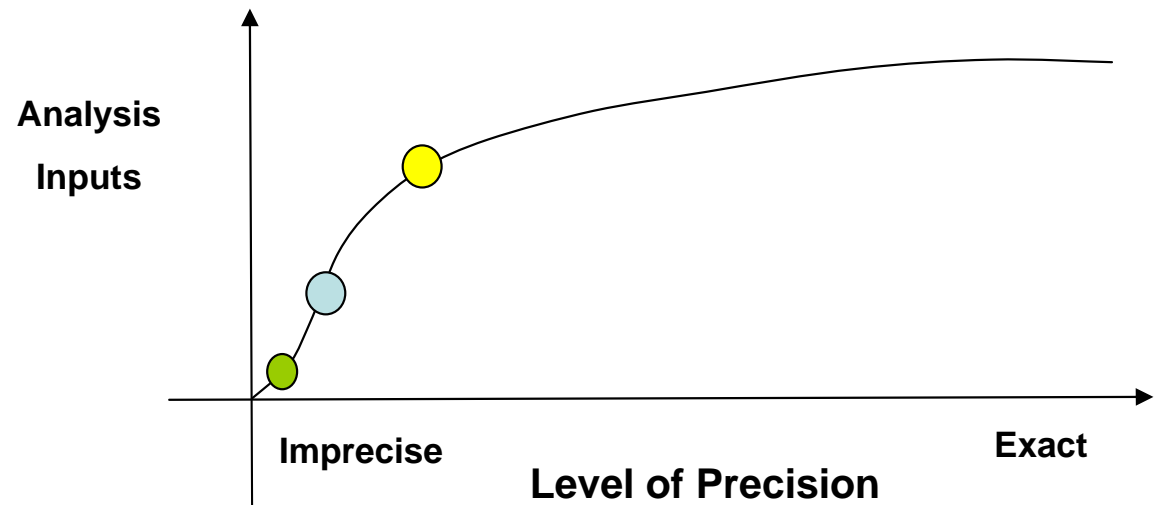 Analysis
Inputs
Imprecise
Exact
Level of Precision